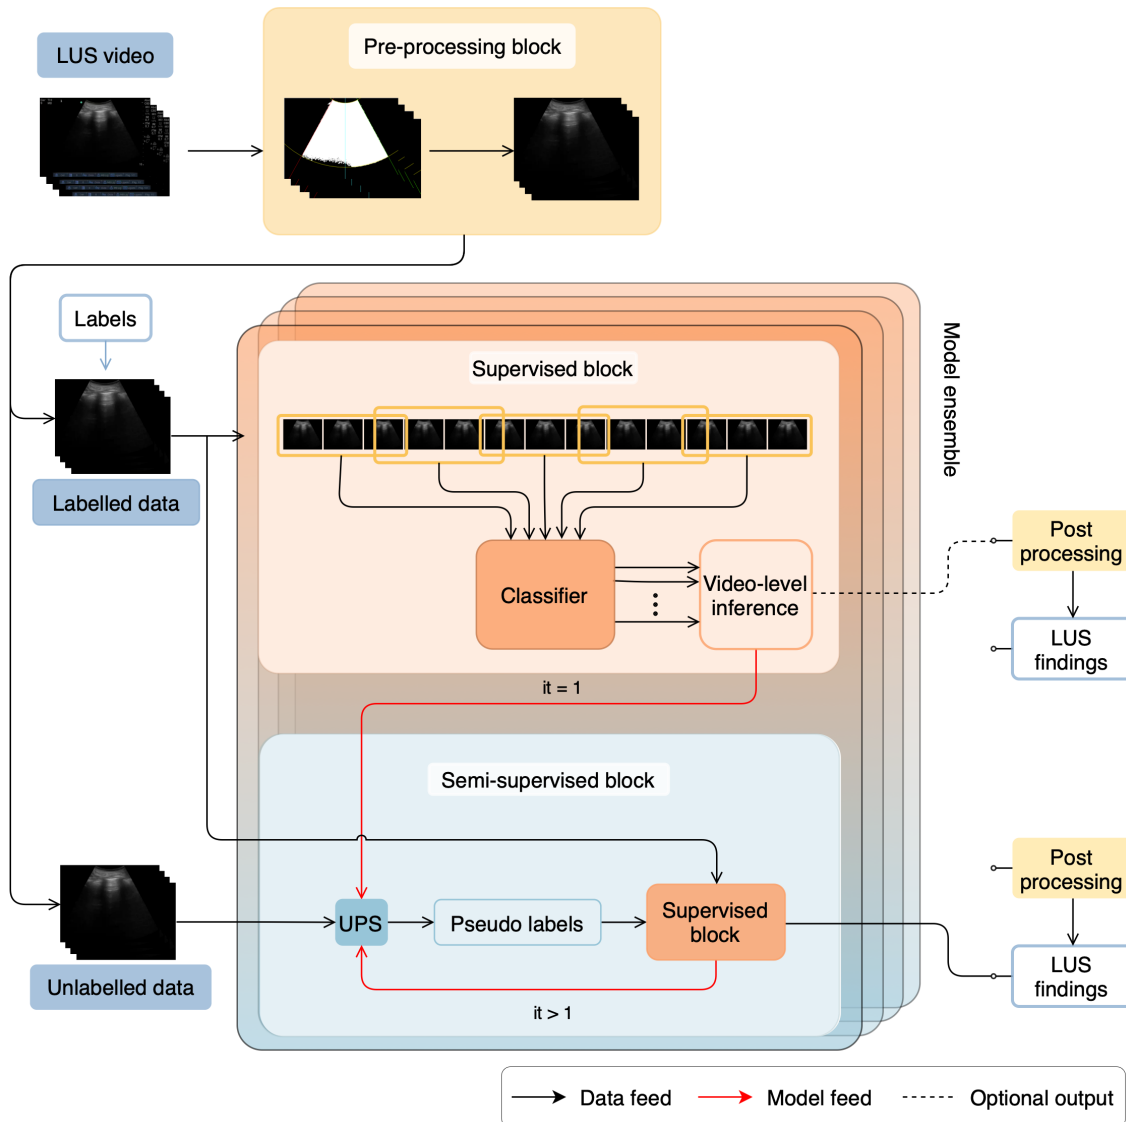 LUS video
Pre-processing block
Labels
Labelled data
Supervised block
Model ensemble
Classifier
Video-level
inference
Post
processing
LUS
findings
it = 1
Semi-supervised block
UPS
Pseudo labels
Supervised
block
Unlabelled data
it > 1
Post
processing
LUS
findings
Data feed
Model feed
Optional output